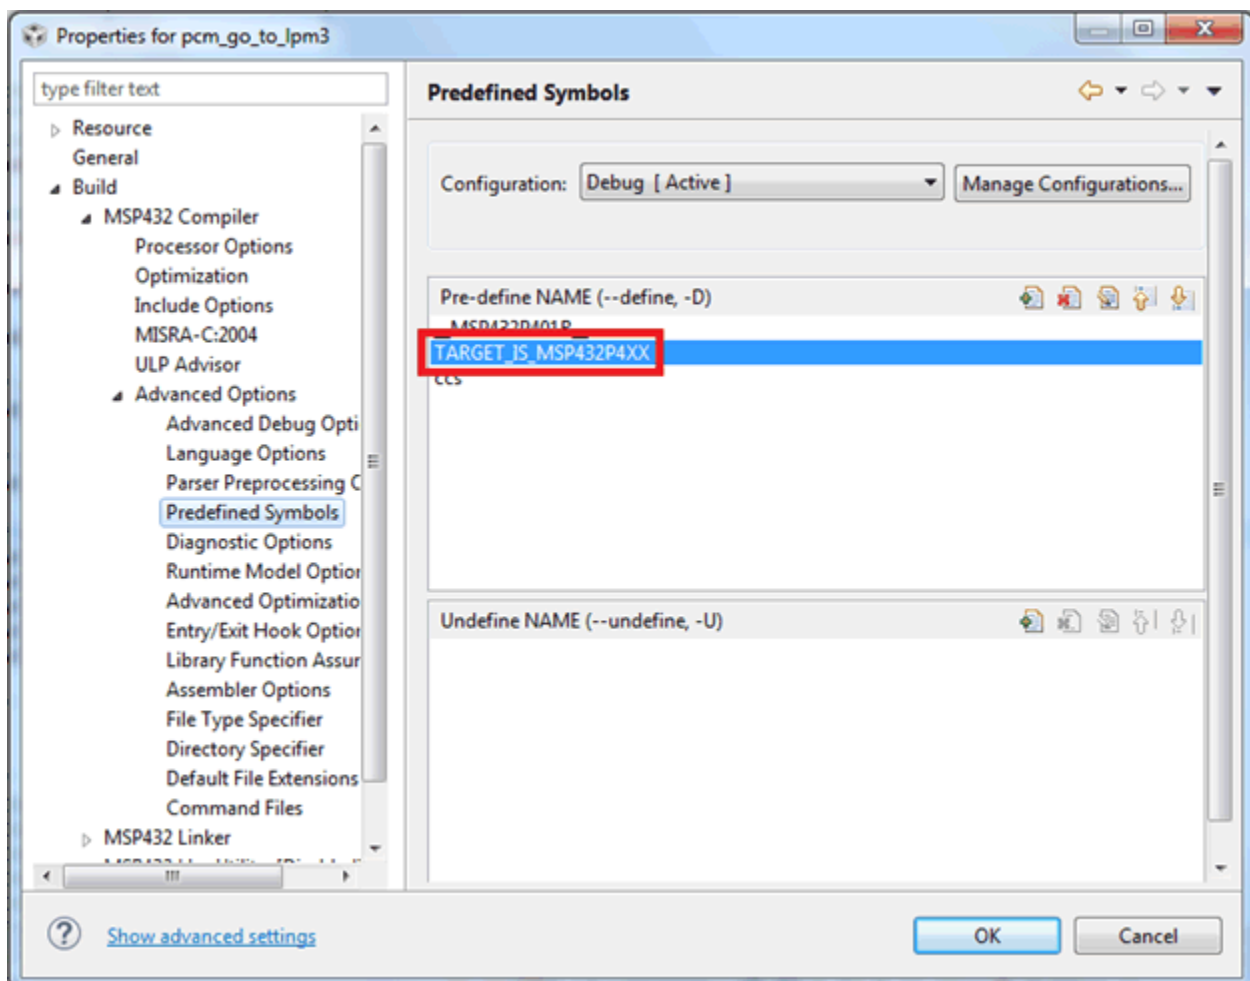 Properties for pcm_go_to_lpm3
type filter text
Resource
General
Build
MSP432 Compiler
Processor Options
Optimization
Include Options
MISRA-C:2004
ULP Advisor
Advanced Options
Advanced Debug Opti
Language Options
Parser Preprocessing C
Predefined Symbols
Diagnostic Options
Runtime Model Option
Advanced Optimizatio
Entry/Exit Hook Option
Library Function Assur
Assembler Options
File Type Specifier
Directory Specifier
Default File Extensions
Command Files
MSP432 Linker
Predefined Symbols
Configuration: Debug [ Active ] Manage Configurations...
Pre-define NAME (--define, -D)
__MSP432P401R__
TARGET_IS_MSP432P4XX
ccs
Undefine NAME (--undefine, -U)
Show advanced settings
OK
Cancel